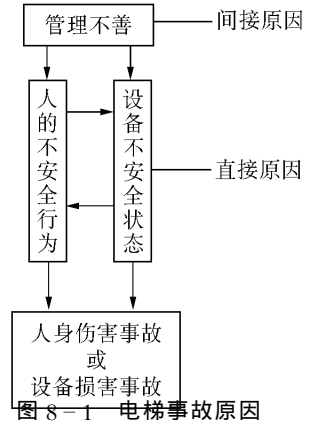 管理不善
间接原因
人的不安全行为
设备不安全状态
直接原因
人身伤害事故
或
设备损害事故
图 8－1 电梯事故原因